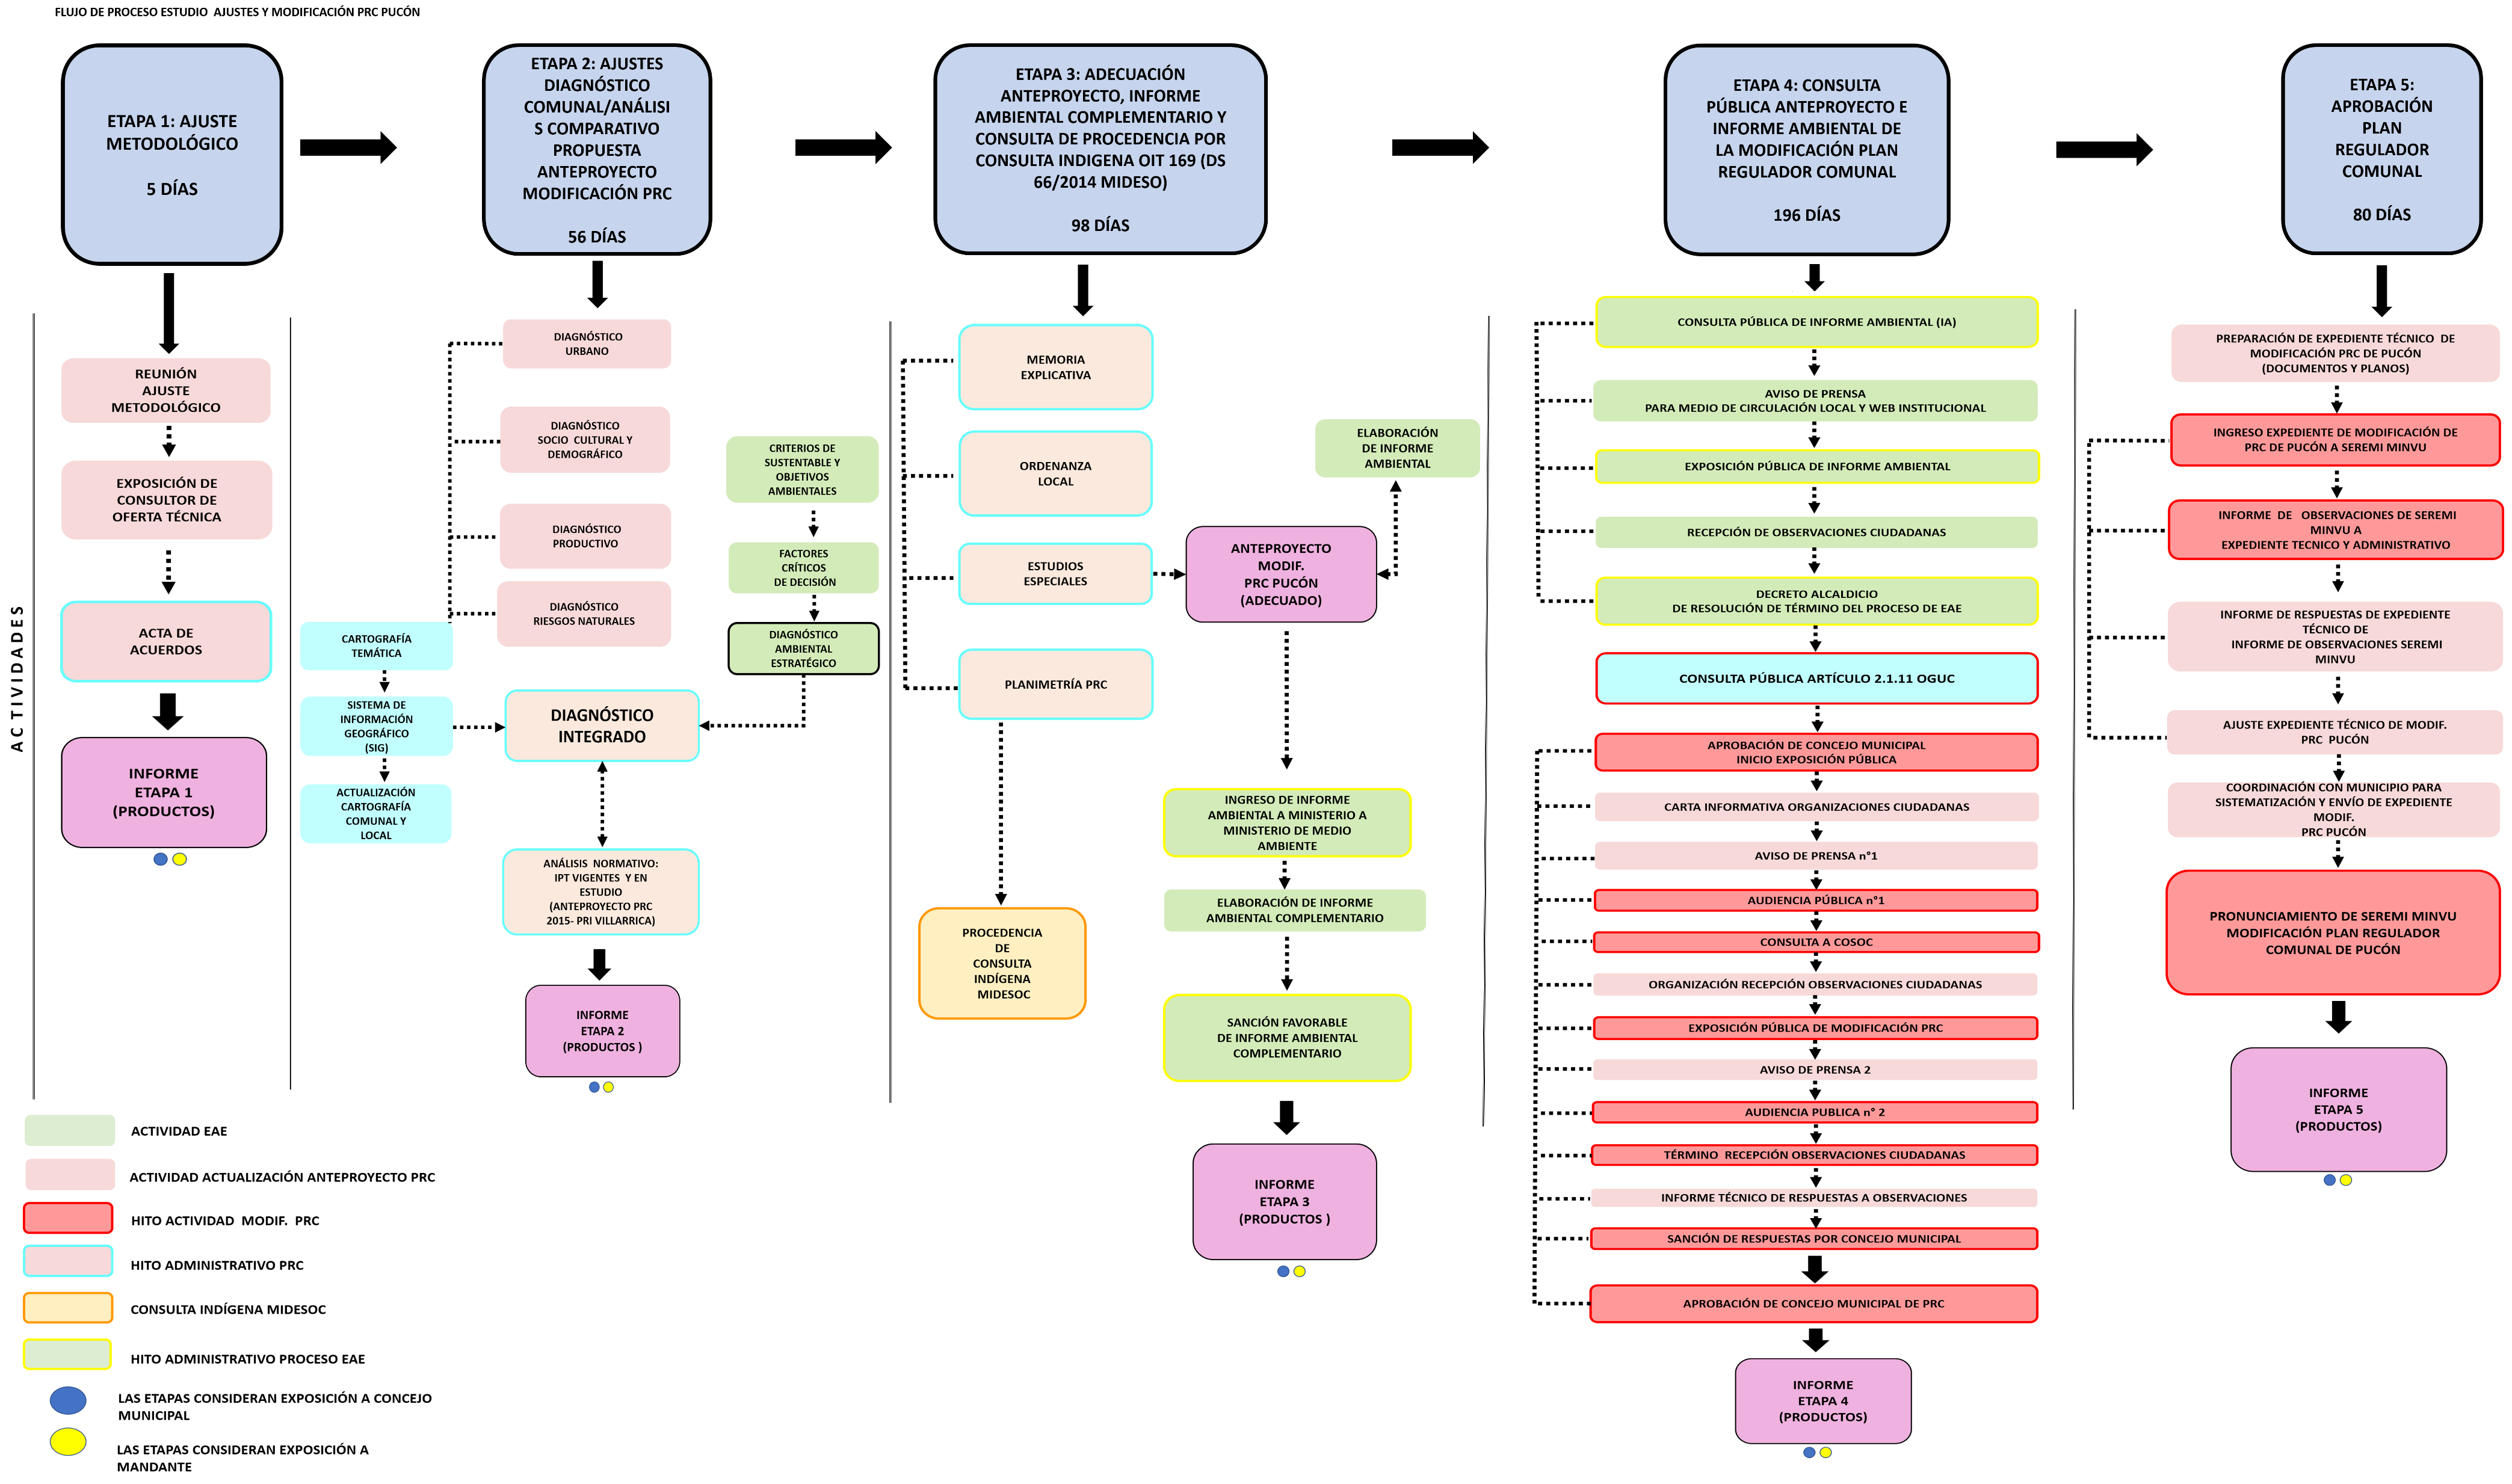 FLUJO DE PROCESO ESTUDIO  AJUSTES Y MODIFICACIÓN PRC PUCÓN
ETAPA 1: AJUSTE
METODOLÓGICO
5 DÍAS
ETAPA 2: AJUSTES
DIAGNÓSTICO
COMUNAL/ANÁLISI
S COMPARATIVO
PROPUESTA
ANTEPROYECTO
MODIFICACIÓN PRC
56 DÍAS
ETAPA 3: ADECUACIÓN
ANTEPROYECTO, INFORME
AMBIENTAL COMPLEMENTARIO Y
CONSULTA DE PROCEDENCIA POR
CONSULTA INDIGENA OIT 169 (DS
66/2014 MIDESO)
98 DÍAS
ETAPA 4: CONSULTA
PÚBLICA ANTEPROYECTO E
INFORME AMBIENTAL DE
LA MODIFICACIÓN PLAN
REGULADOR COMUNAL
196 DÍAS
ETAPA 5:
APROBACIÓN
PLAN
REGULADOR
COMUNAL
80 DÍAS
ACTIVIDADES
REUNIÓN
AJUSTE
METODOLÓGICO
EXPOSICIÓN DE
CONSULTOR DE
OFERTA TÉCNICA
ACTA DE
ACUERDOS
INFORME
ETAPA 1
(PRODUCTOS)
DIAGNÓSTICO
URBANO
DIAGNÓSTICO
SOCIO  CULTURAL Y
DEMOGRÁFICO
DIAGNÓSTICO
PRODUCTIVO
DIAGNÓSTICO
RIESGOS NATURALES
CARTOGRAFÍA
TEMÁTICA
SISTEMA DE
INFORMACIÓN
GEOGRÁFICO
(SIG)
ACTUALIZACIÓN
CARTOGRAFÍA
COMUNAL Y
LOCAL
CRITERIOS DE
SUSTENTABLE Y
OBJETIVOS
AMBIENTALES
FACTORES
CRÍTICOS
DE DECISIÓN
DIAGNÓSTICO
AMBIENTAL
ESTRATÉGICO
DIAGNÓSTICO
INTEGRADO
ANÁLISIS  NORMATIVO:
IPT VIGENTES  Y EN
ESTUDIO
(ANTEPROYECTO PRC
2015- PRI VILLARRICA)
INFORME
ETAPA 2
(PRODUCTOS )
MEMORIA
EXPLICATIVA
ORDENANZA
LOCAL
ESTUDIOS
ESPECIALES
PLANIMETRÍA PRC
PROCEDENCIA
DE
CONSULTA
INDÍGENA
MIDESOC
ELABORACIÓN
DE INFORME
AMBIENTAL
ANTEPROYECTO
MODIF.
PRC PUCÓN
(ADECUADO)
INGRESO DE INFORME
AMBIENTAL A MINISTERIO A
MINISTERIO DE MEDIO
AMBIENTE
ELABORACIÓN DE INFORME
AMBIENTAL COMPLEMENTARIO
SANCIÓN FAVORABLE
DE INFORME AMBIENTAL
COMPLEMENTARIO
INFORME
ETAPA 3
(PRODUCTOS )
CONSULTA PÚBLICA DE INFORME AMBIENTAL (IA)
AVISO DE PRENSA
PARA MEDIO DE CIRCULACIÓN LOCAL Y WEB INSTITUCIONAL
EXPOSICIÓN PÚBLICA DE INFORME AMBIENTAL
RECEPCIÓN DE OBSERVACIONES CIUDADANAS
DECRETO ALCALDICIO
DE RESOLUCIÓN DE TÉRMINO DEL PROCESO DE EAE
CONSULTA PÚBLICA ARTÍCULO 2.1.11 OGUC
APROBACIÓN DE CONCEJO MUNICIPAL
INICIO EXPOSICIÓN PÚBLICA
CARTA INFORMATIVA ORGANIZACIONES CIUDADANAS
AVISO DE PRENSA n°1
AUDIENCIA PÚBLICA n°1
CONSULTA A COSOC
ORGANIZACIÓN RECEPCIÓN OBSERVACIONES CIUDADANAS
EXPOSICIÓN PÚBLICA DE MODIFICACIÓN PRC
AVISO DE PRENSA 2
AUDIENCIA PUBLICA n° 2
TÉRMINO  RECEPCIÓN OBSERVACIONES CIUDADANAS
INFORME TÉCNICO DE RESPUESTAS A OBSERVACIONES
SANCIÓN DE RESPUESTAS POR CONCEJO MUNICIPAL
APROBACIÓN DE CONCEJO MUNICIPAL DE PRC
INFORME
ETAPA 4
(PRODUCTOS)
PREPARACIÓN DE EXPEDIENTE TÉCNICO  DE
MODIFICACIÓN PRC DE PUCÓN
(DOCUMENTOS Y PLANOS)
INGRESO EXPEDIENTE DE MODIFICACIÓN DE
PRC DE PUCÓN A SEREMI MINVU
INFORME  DE   OBSERVACIONES DE SEREMI
MINVU A
EXPEDIENTE TECNICO Y ADMINISTRATIVO
INFORME DE RESPUESTAS DE EXPEDIENTE
TÉCNICO DE
INFORME DE OBSERVACIONES SEREMI
MINVU
AJUSTE EXPEDIENTE TÉCNICO DE MODIF.
PRC  PUCÓN
COORDINACIÓN CON MUNICIPIO PARA
SISTEMATIZACIÓN Y ENVÍO DE EXPEDIENTE
MODIF.
PRC PUCÓN
PRONUNCIAMIENTO DE SEREMI MINVU
MODIFICACIÓN PLAN REGULADOR
COMUNAL DE PUCÓN
INFORME
ETAPA 5
(PRODUCTOS)
ACTIVIDAD EAE
ACTIVIDAD ACTUALIZACIÓN ANTEPROYECTO PRC
HITO ACTIVIDAD  MODIF.  PRC
HITO ADMINISTRATIVO PRC
CONSULTA INDÍGENA MIDESOC
HITO ADMINISTRATIVO PROCESO EAE
LAS ETAPAS CONSIDERAN EXPOSICIÓN A CONCEJO
MUNICIPAL
LAS ETAPAS CONSIDERAN EXPOSICIÓN A
MANDANTE